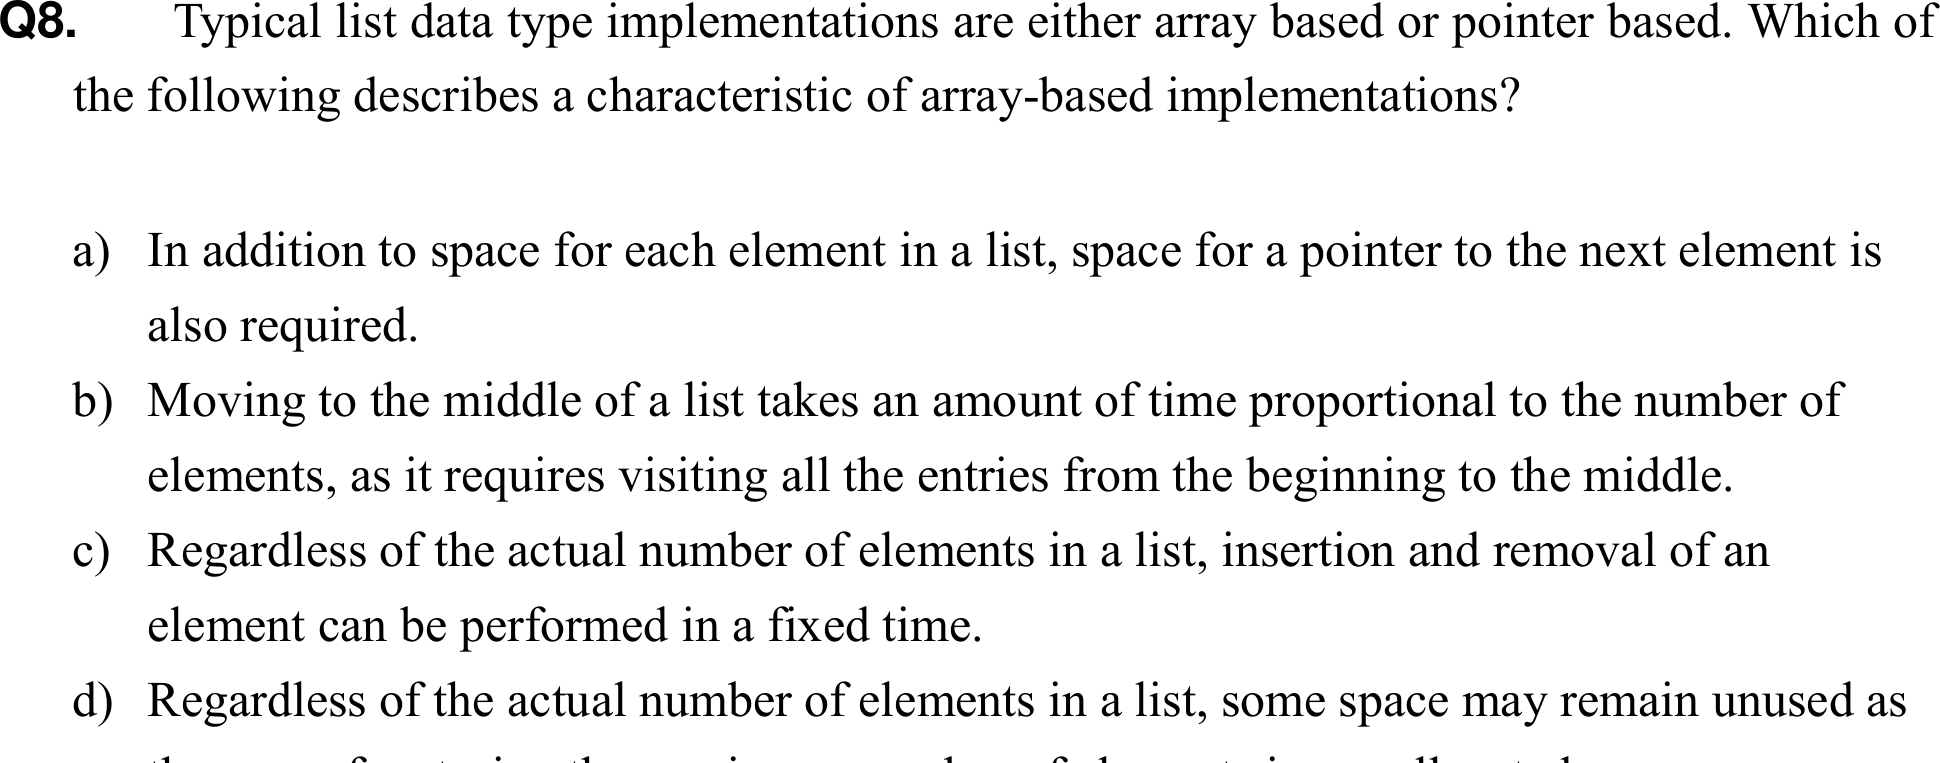 Q8. Typical list data type implementations are either array based or pointer based. Which of
the following describes a characteristic of array-based implementations?
a) In addition to space for each element in a list, space for a pointer to the next element is
also required.
b) Moving to the middle of a list takes an amount of time proportional to the number of
elements, as it requires visiting all the entries from the beginning to the middle.
c) Regardless of the actual number of elements in a list, insertion and removal of an
element can be performed in a fixed time.
d) Regardless of the actual number of elements in a list, some space may remain unused as